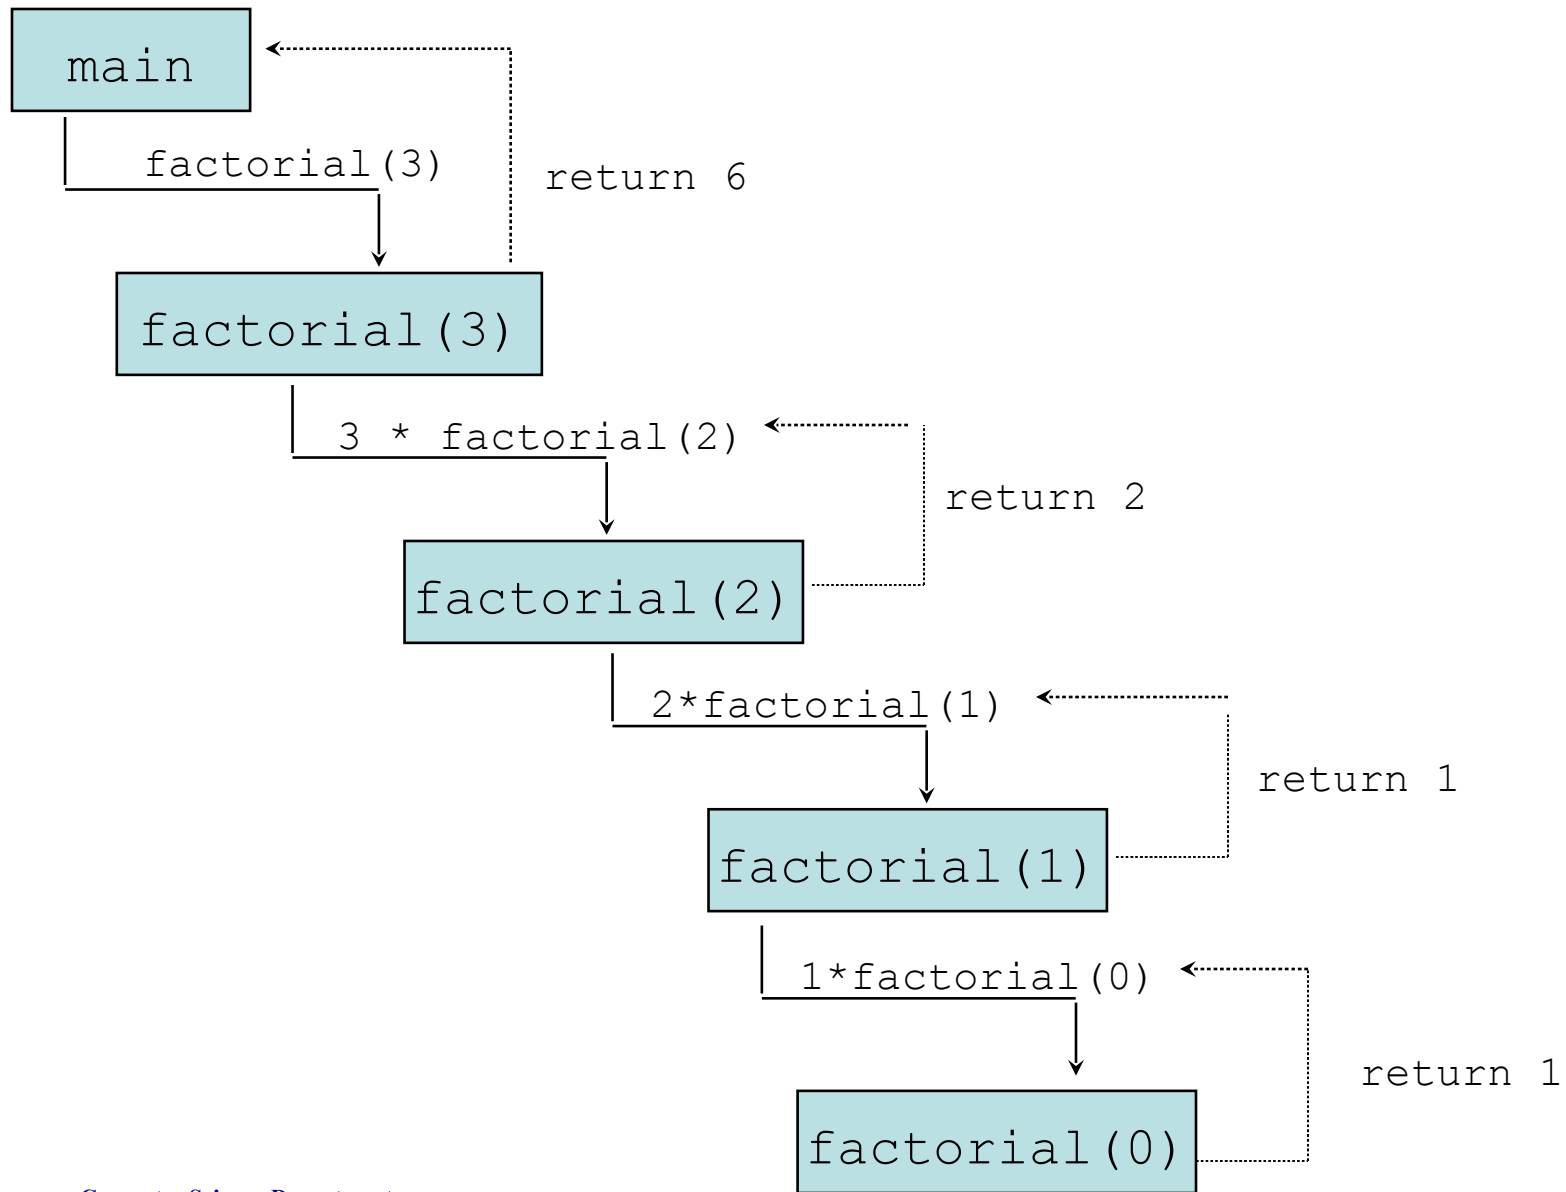 main
factorial(3)
return 6
factorial(3)
3 * factorial(2)
return 2
factorial(2)
2*factorial(1)
return 1
factorial(1)
1*factorial(0)
return 1
factorial(0)